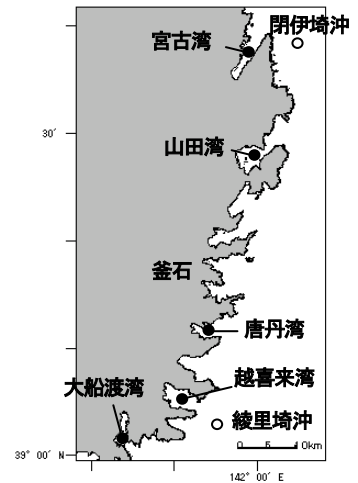 閉伊埼沖
宮古湾
30′
山田湾
釜石
唐丹湾
越喜来湾
大船渡湾
綾里埼沖
0 5 10km
39° 00′ N
142° 00′ E